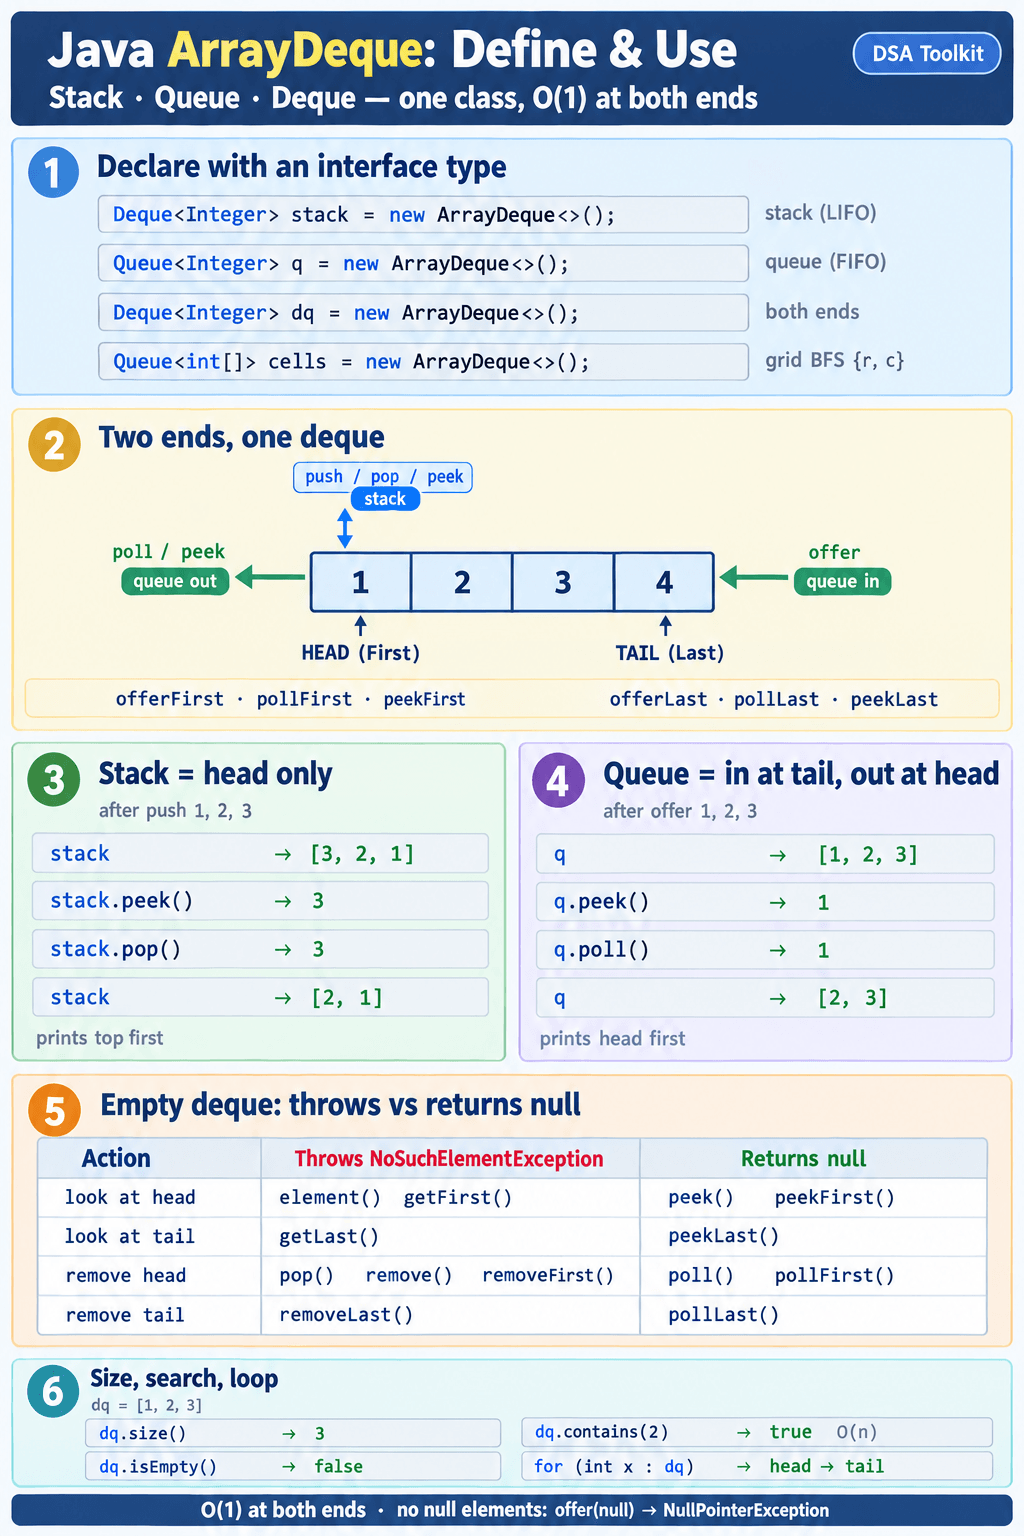 Java ArrayDeque: Define & Use
DSA Toolkit
Stack · Queue · Deque — one class, O(1) at both ends
1 Declare with an interface type
Deque<Integer> stack = new ArrayDeque<>(); stack (LIFO)
Queue<Integer> q = new ArrayDeque<>(); queue (FIFO)
Deque<Integer> dq = new ArrayDeque<>(); both ends
Queue<int[]> cells = new ArrayDeque<>(); grid BFS {r, c}
2 Two ends, one deque
push / pop / peek
stack
poll / peek
queue out
1 2 3 4
offer
queue in
HEAD (First) TAIL (Last)
offerFirst · pollFirst · peekFirst offerLast · pollLast · peekLast
3 Stack = head only
after push 1, 2, 3
stack → [3, 2, 1]
stack.peek() → 3
stack.pop() → 3
stack → [2, 1]
prints top first
4 Queue = in at tail, out at head
after offer 1, 2, 3
q → [1, 2, 3]
q.peek() → 1
q.poll() → 1
q → [2, 3]
prints head first
5 Empty deque: throws vs returns null
Action Throws NoSuchElementException Returns null
look at head element() getFirst() peek() peekFirst()
look at tail getLast() peekLast()
remove head pop() remove() removeFirst() poll() pollFirst()
remove tail removeLast() pollLast()
6 Size, search, loop
dq = [1, 2, 3]
dq.size() → 3 dq.contains(2) → true O(n)
dq.isEmpty() → false for (int x : dq) → head → tail
O(1) at both ends · no null elements: offer(null) → NullPointerException